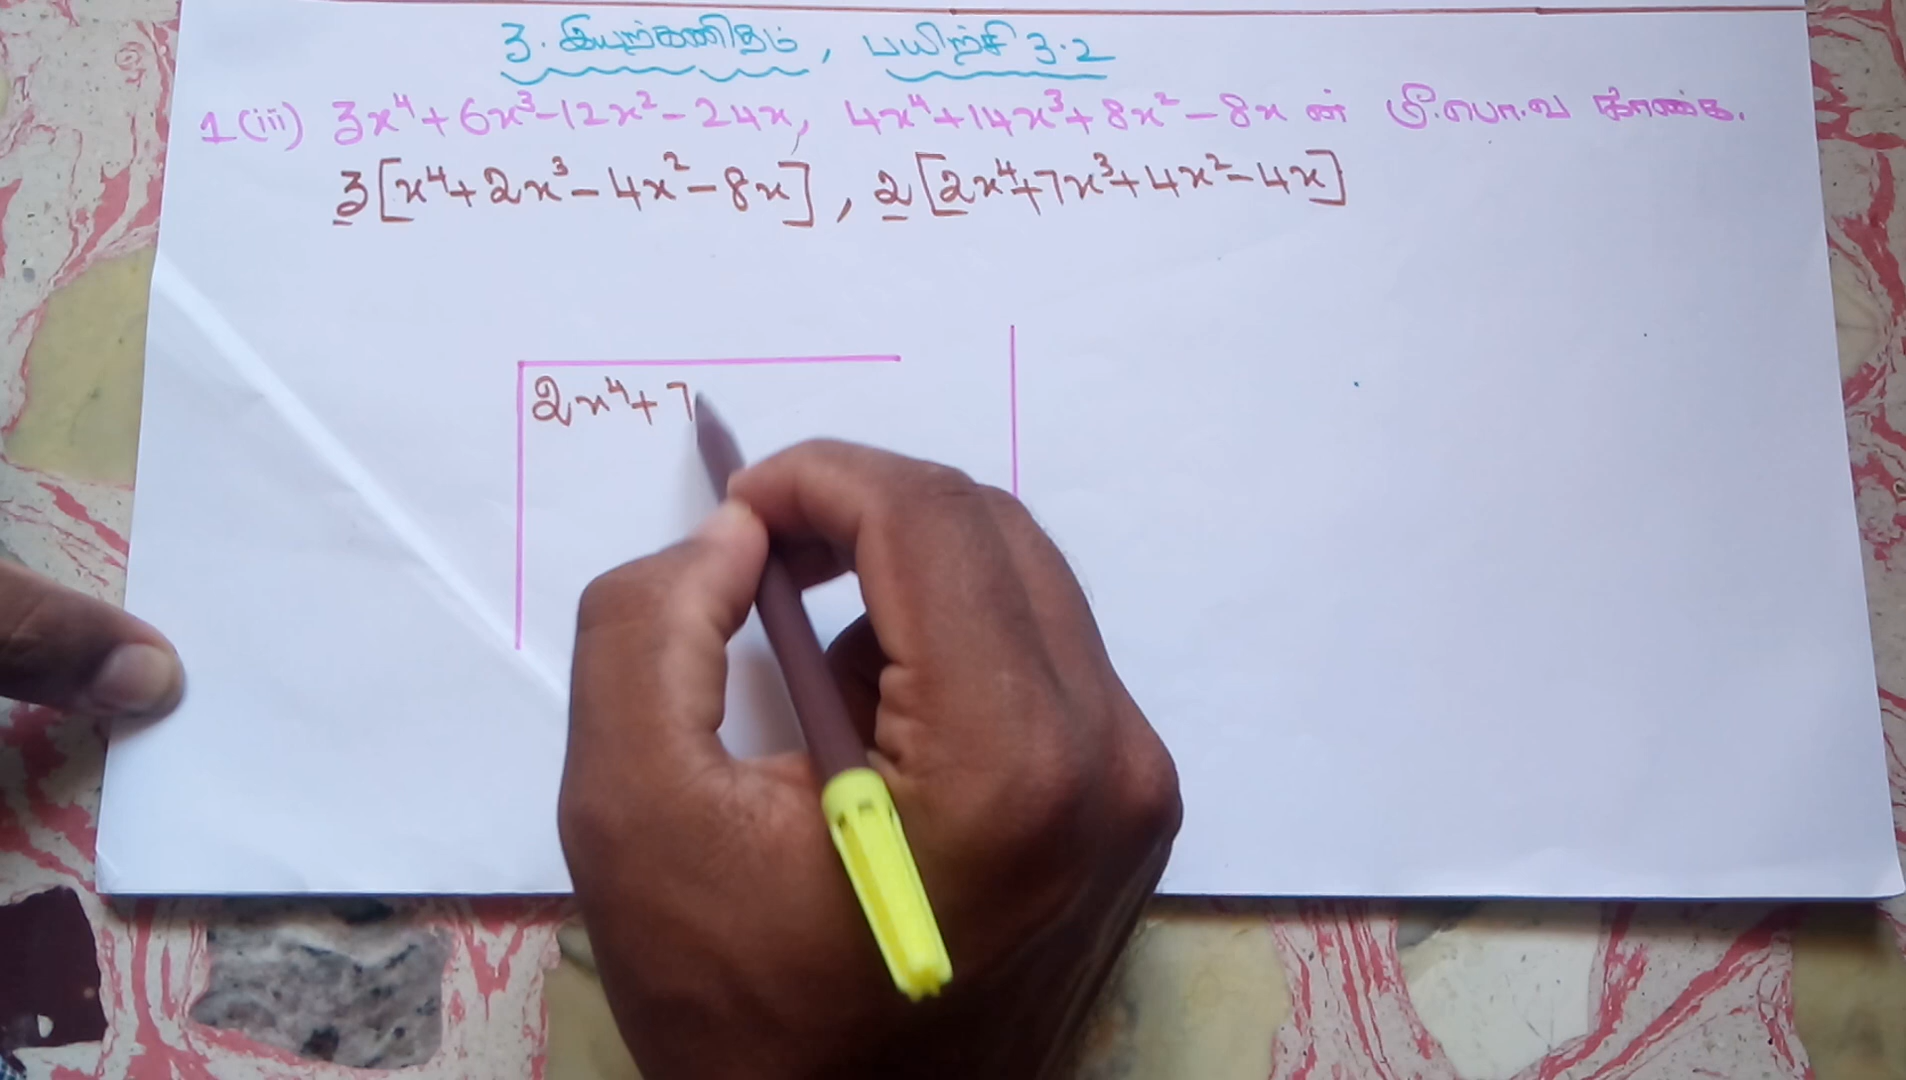 3. இயற்கணிதம், பயிற்சி 3.2
1(iii) 3x⁴+6x³-12x²-24x, 4x⁴+14x³+8x²-8x ன் மீ.பொ.வ காண்க.
3[x⁴+2x³-4x²-8x], 2[2x⁴+7x³+4x²-4x]
2x⁴+7